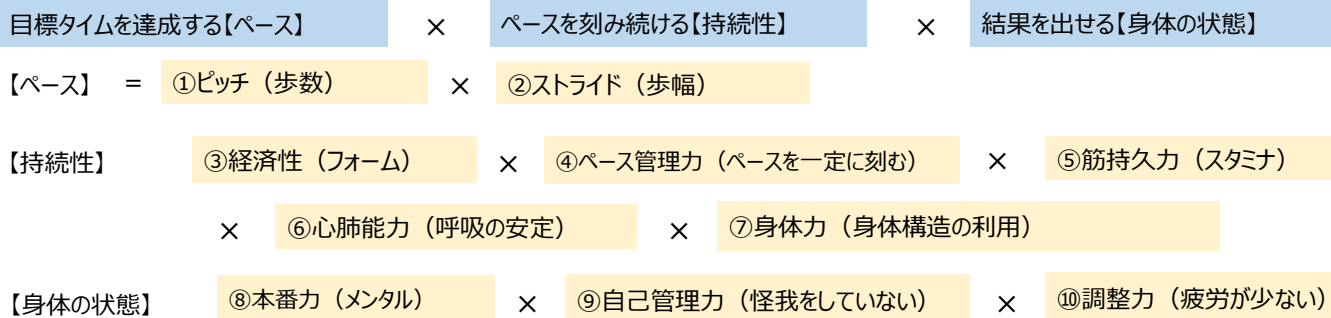 目標タイムを達成する【ペース】 × ペースを刻み続ける【持続性】 × 結果を出せる【身体の状態】
【ペース】 = ①ピッチ（歩数） × ②ストライド（歩幅）
【持続性】 ③経済性（フォーム） × ④ペース管理力（ペースを一定に刻む） × ⑤筋持久力（スタミナ）
× ⑥心肺能力（呼吸の安定） × ⑦身体力（身体構造の利用）
【身体の状態】 ⑧本番力（メンタル） × ⑨自己管理力（怪我をしていない） × ⑩調整力（疲労が少ない）